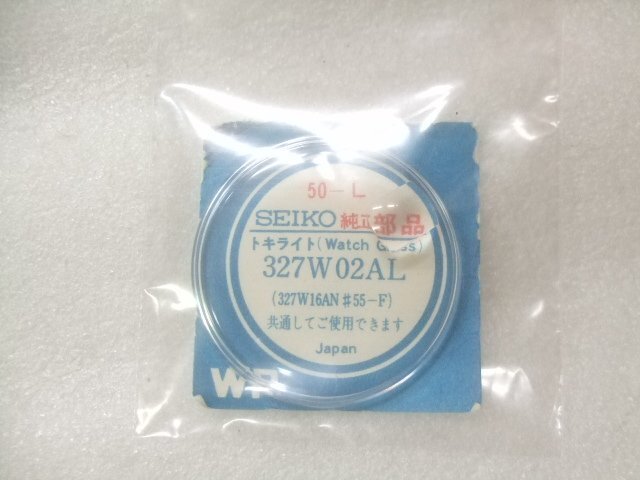 50-L
SEIKO 純正部品
トキライト(Watch Glass)
327W02AL
(327W16AN #55-F)
共通してご使用できます
Japan